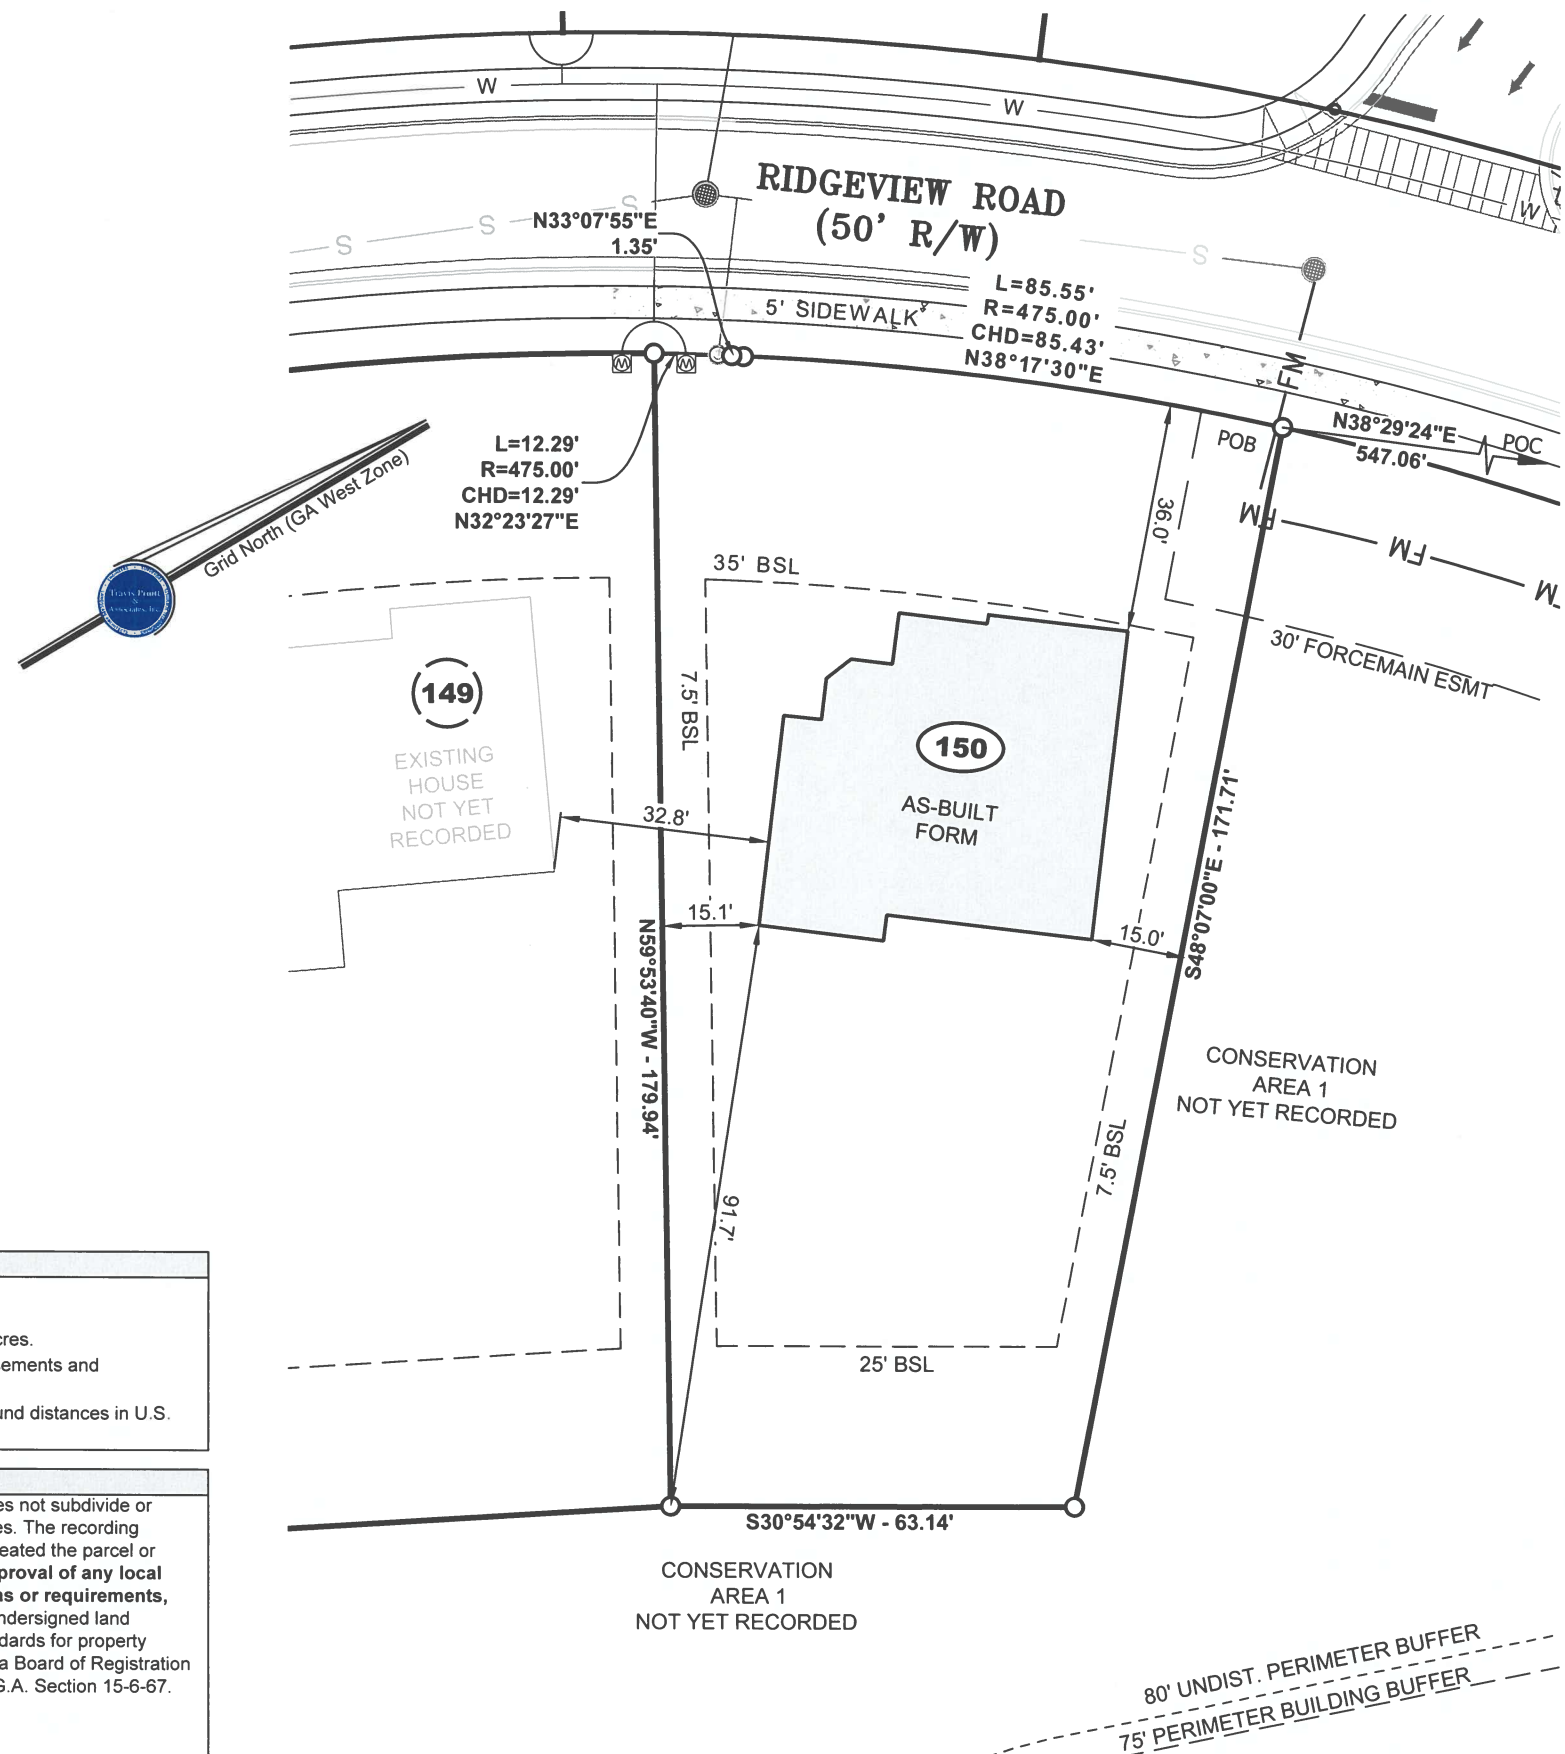 W
W
W
RIDGEVIEW ROAD
(50' R/W)
S
S
S
S
N33°07'55"E
1.35'
L=85.55'
R=475.00'
CHD=85.43'
N38°17'30"E
5' SIDEWALK
M
M
FM
L=12.29'
R=475.00'
CHD=12.29'
N32°23'27"E
POB
N38°29'24"E
547.06'
POC
Grid North (GA West Zone)
Travis Pruitt
&
Associates, Inc.
36.0'
FM
FM
FM
30' FORCEMAIN ESMT
35' BSL
7.5' BSL
149
EXISTING
HOUSE
NOT YET
RECORDED
150
AS-BUILT
FORM
32.8'
15.1'
15.0'
S48°07'00"E - 171.71'
N59°53'40"W - 179.94'
CONSERVATION
AREA 1
NOT YET RECORDED
7.5' BSL
91.7'
25' BSL
S30°54'32"W - 63.14'
CONSERVATION
AREA 1
NOT YET RECORDED
80' UNDIST. PERIMETER BUFFER
75' PERIMETER BUILDING BUFFER
cres.
ements and
und distances in U.S.
es not subdivide or
es. The recording
eated the parcel or
proval of any local
ns or requirements,
ndersigned land
dards for property
a Board of Registration
G.A. Section 15-6-67.